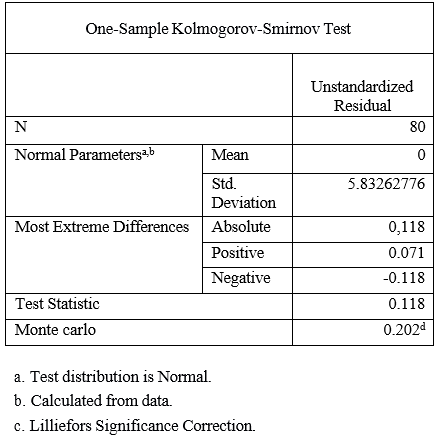 One-Sample Kolmogorov-Smirnov Test
Unstandardized
Residual
N 80
Normal Parametersa,b Mean 0
Std.
Deviation 5.83262776
Most Extreme Differences Absolute 0,118
Positive 0.071
Negative -0.118
Test Statistic 0.118
Monte carlo 0.202d
a. Test distribution is Normal.
b. Calculated from data.
c. Lilliefors Significance Correction.